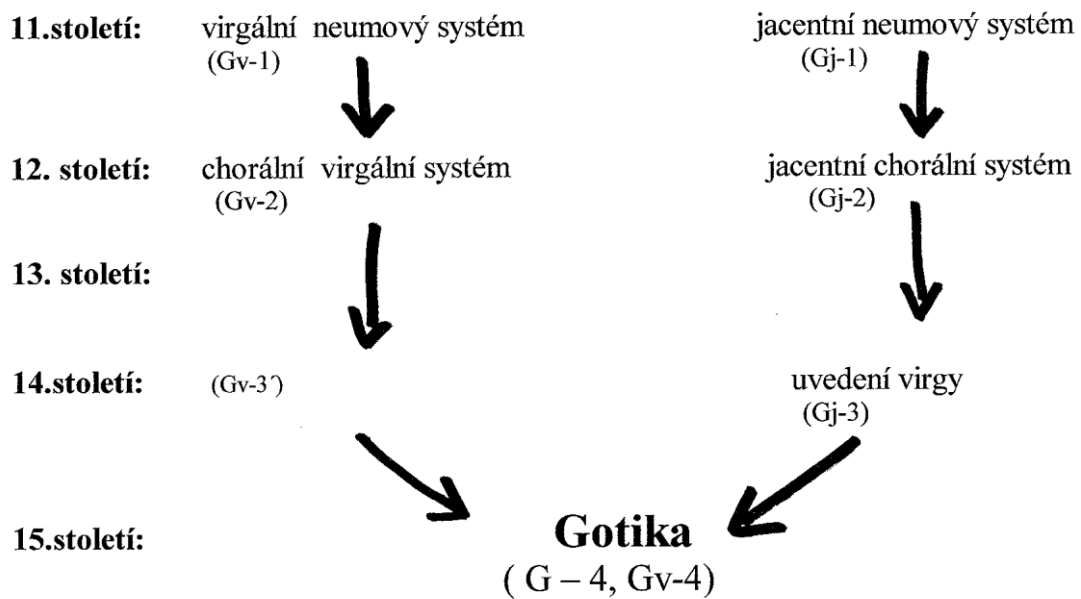 11.století: virgální neumový systém jacentní neumový systém
(Gv-1) (Gj-1)
12. století: chorální virgální systém jacentní chorální systém
(Gv-2) (Gj-2)
13. století:
14.století: (Gv-3´) uvedení virgy
(Gj-3)
15.století: Gotika
( G – 4, Gv-4)